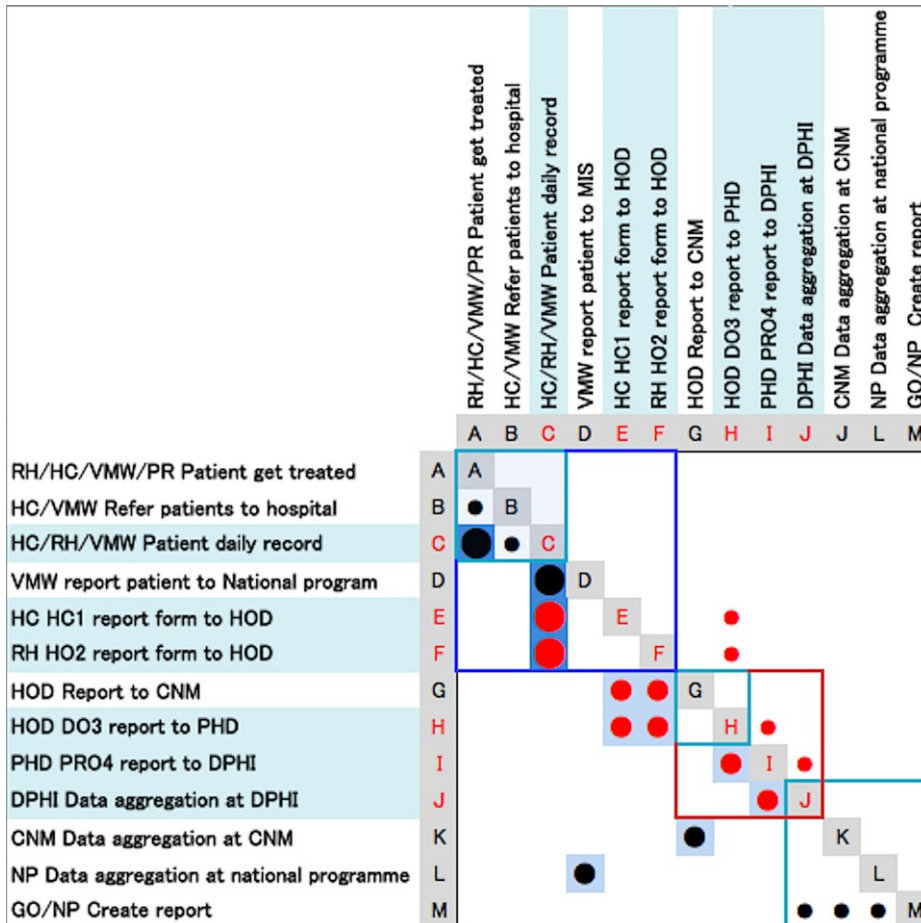 RH/HC/VMW/PR Patient get treated
HC/VMW Refer patients to hospital
HC/RH/VMW Patient daily record
VMW report patient to MIS
HC HC1 report form to HOD
RH HO2 report form to HOD
HOD Report to CNM
HOD DO3 report to PHD
PHD PRO4 report to DPHI
DPHI Data aggregation at DPHI
CNM Data aggregation at CNM
NP Data aggregation at national programme
GO/NP Create report
A B C D E F G H I J J L M
RH/HC/VMW/PR Patient get treated A A
HC/VMW Refer patients to hospital B B
HC/RH/VMW Patient daily record C C
VMW report patient to National program D D
HC HC1 report form to HOD E E
RH HO2 report form to HOD F F
HOD Report to CNM G G
HOD DO3 report to PHD H H
PHD PRO4 report to DPHI I I
DPHI Data aggregation at DPHI J J
CNM Data aggregation at CNM K K
NP Data aggregation at national programme L L
GO/NP Create report M M